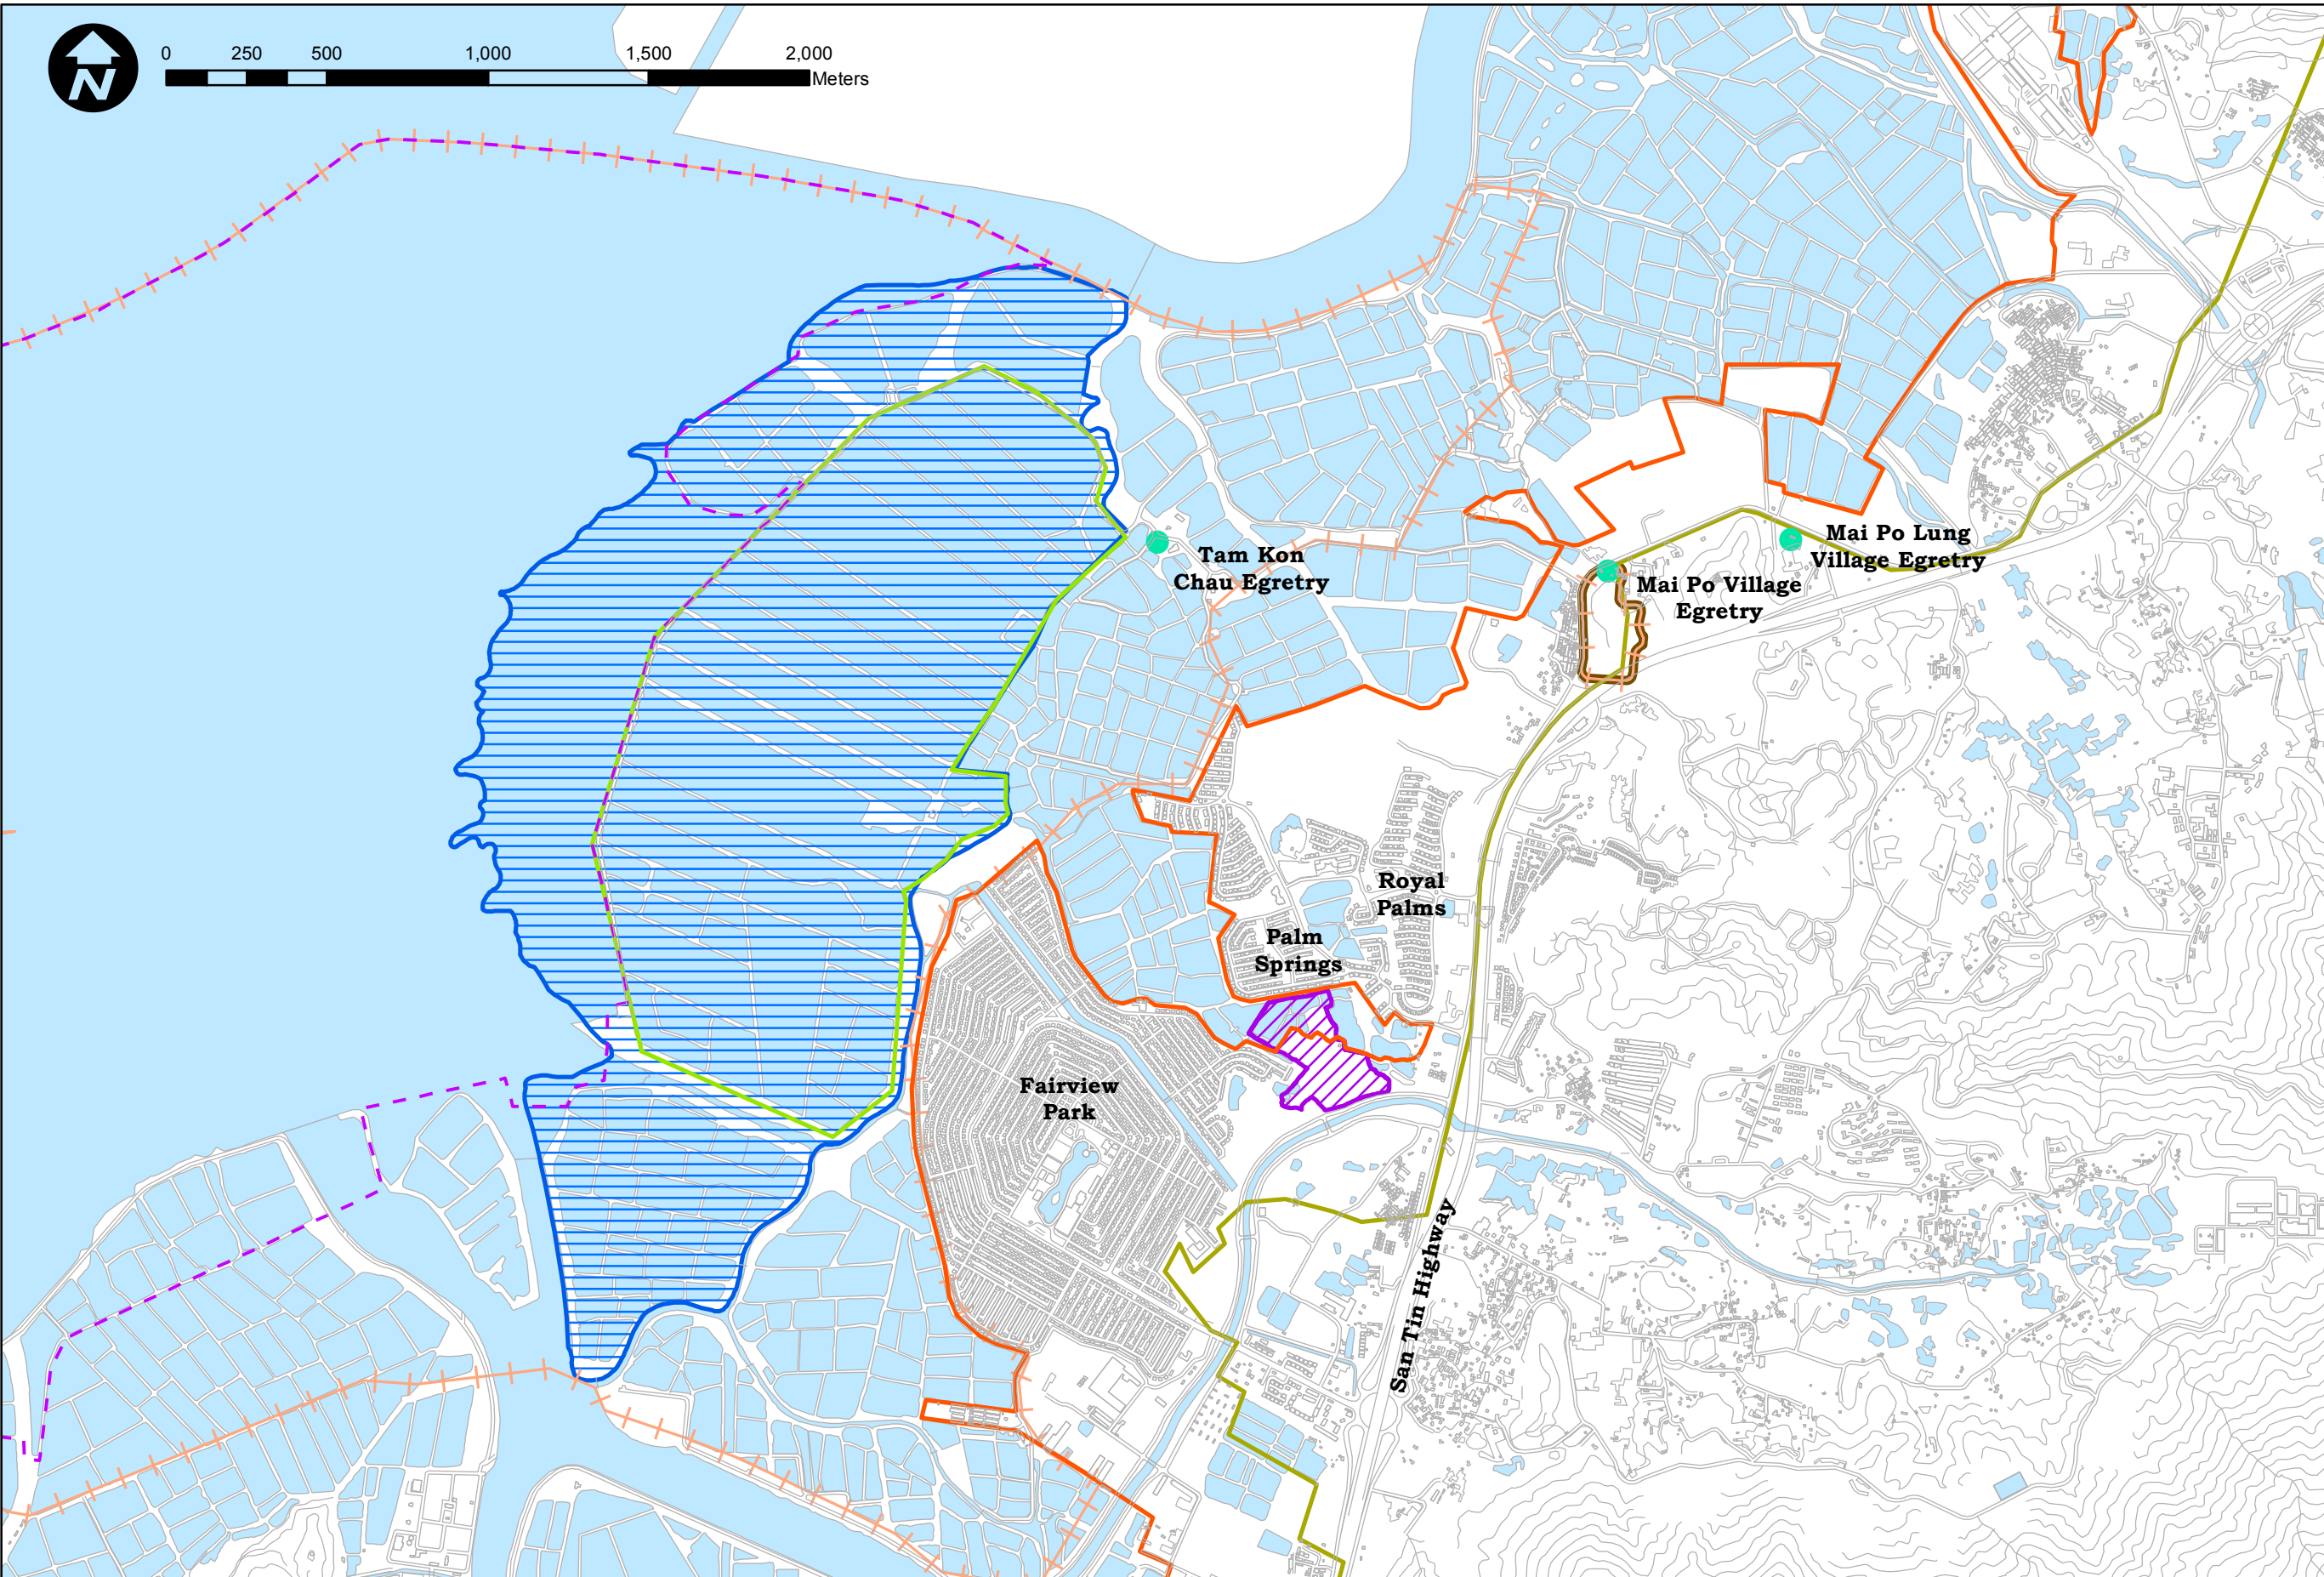 N
0 250 500 1,000 1,500 2,000
Meters
Tam Kon
Chau Egretry
Mai Po Lung
Village Egretry
Mai Po Village
Egretry
Royal
Palms
Palm
Springs
Fairview
Park
San Tin Highway